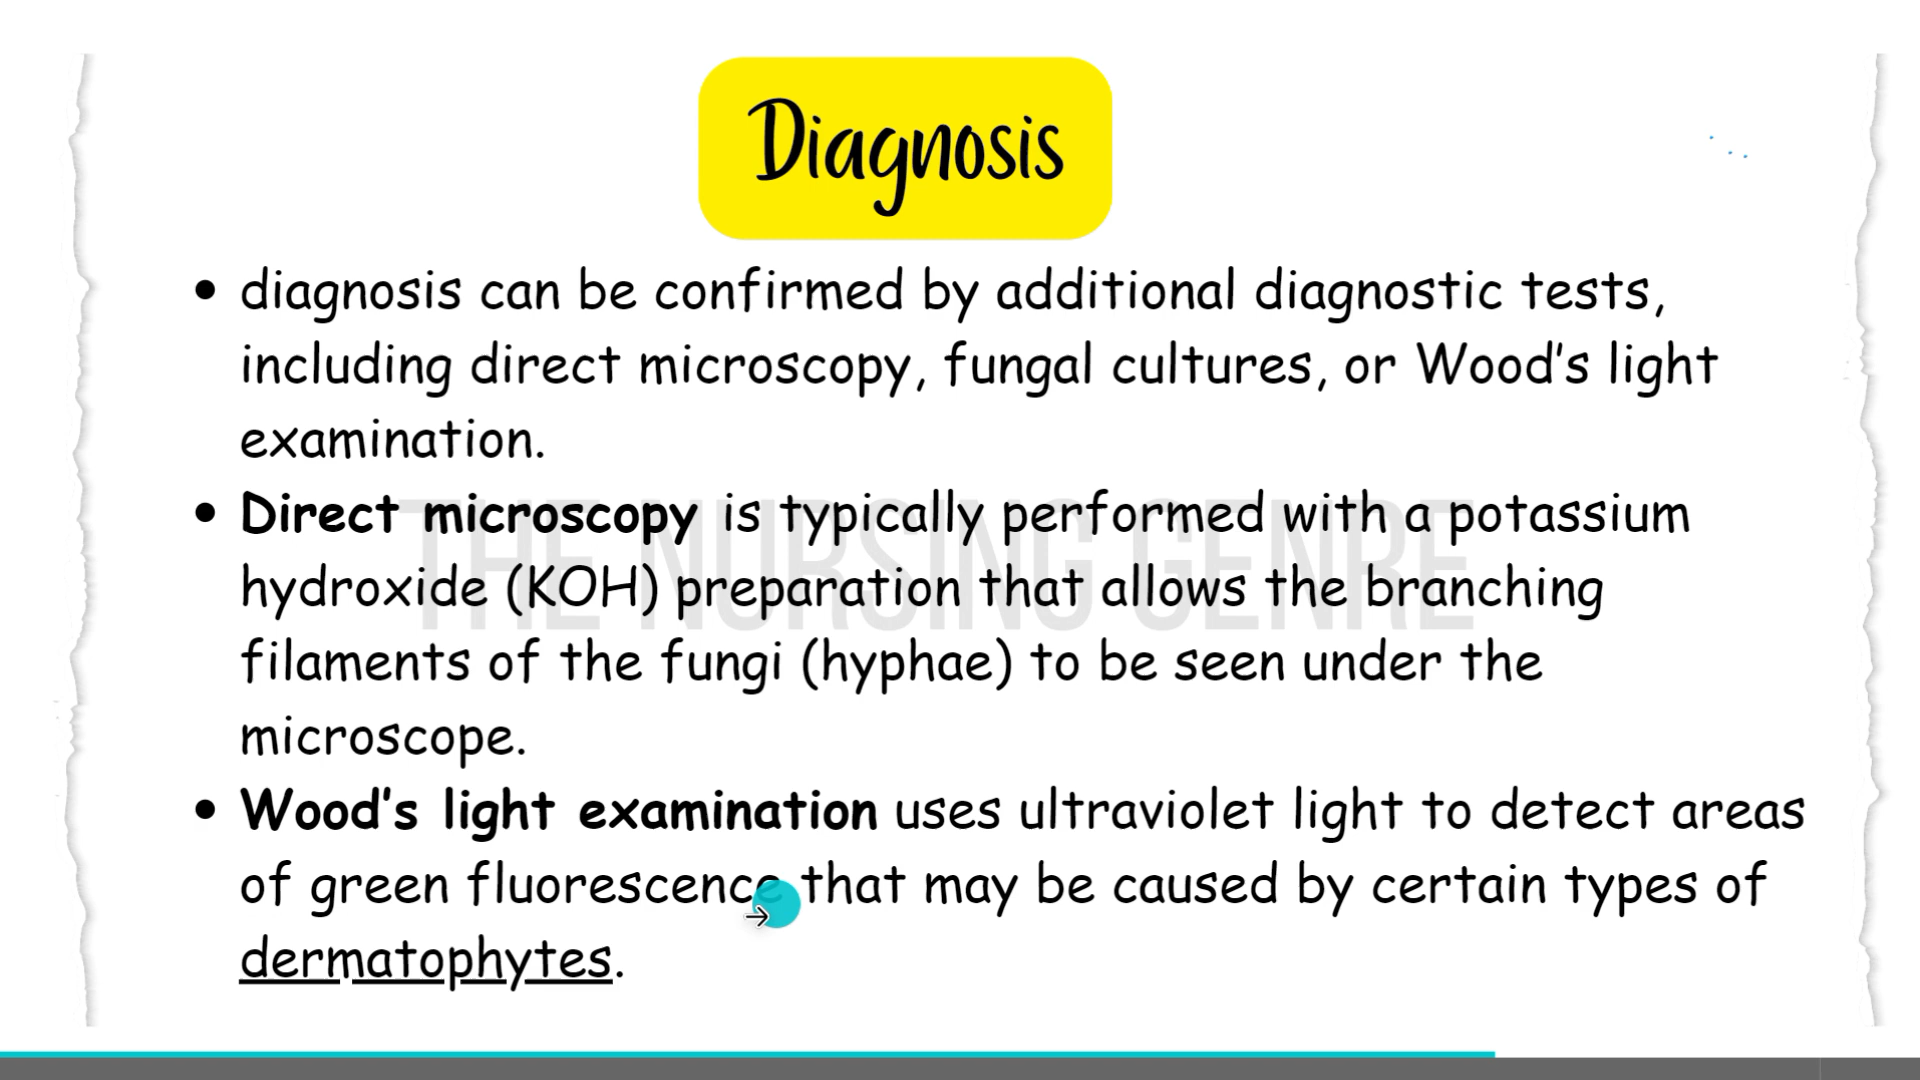 Diagnosis
• diagnosis can be confirmed by additional diagnostic tests,
including direct microscopy, fungal cultures, or Wood's light
examination.
• Direct microscopy is typically performed with a potassium
hydroxide (KOH) preparation that allows the branching
filaments of the fungi (hyphae) to be seen under the
microscope.
• Wood's light examination uses ultraviolet light to detect areas
of green fluorescence that may be caused by certain types of
dermatophytes.
THE NURSING GENRE